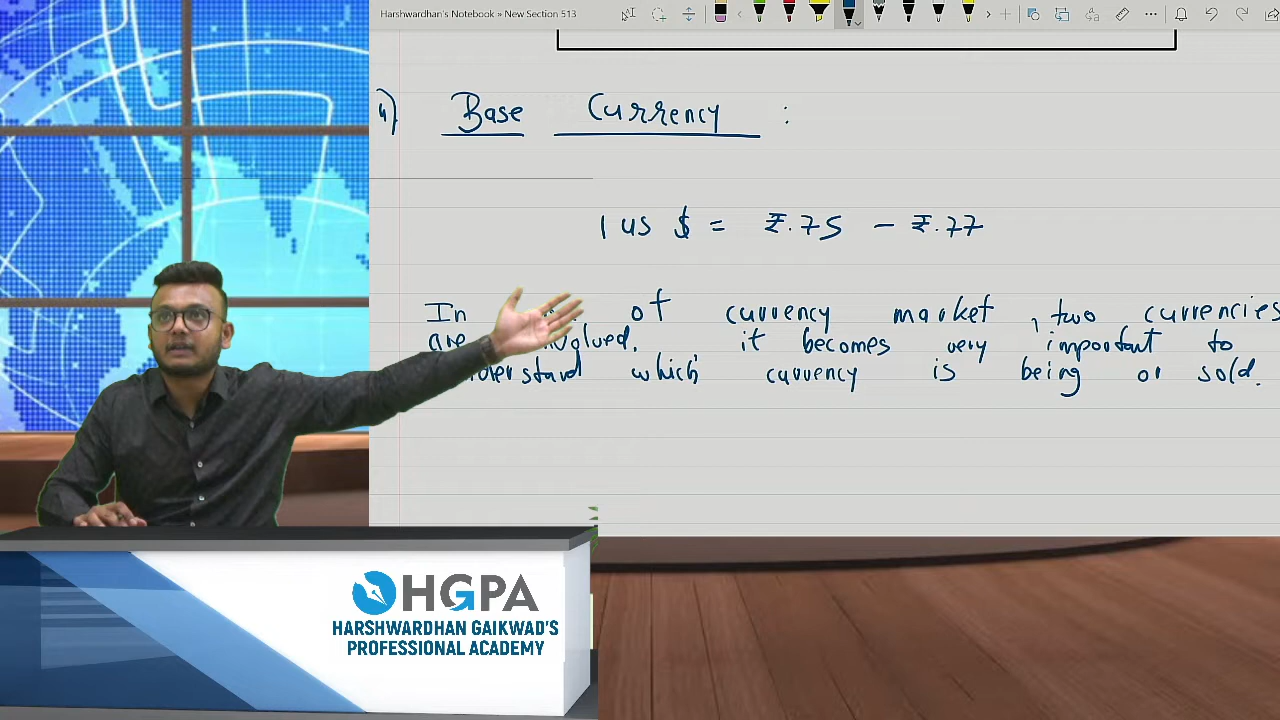 Harshwardhan's Notebook » New Section 513
4) Base Currency :
1 US $ = ₹.75 - ₹.77
In of currency market, two currencies
are involved. it becomes very important to
understand which currency is being or sold.
HGPA
HARSHWARDHAN GAIKWAD'S
PROFESSIONAL ACADEMY